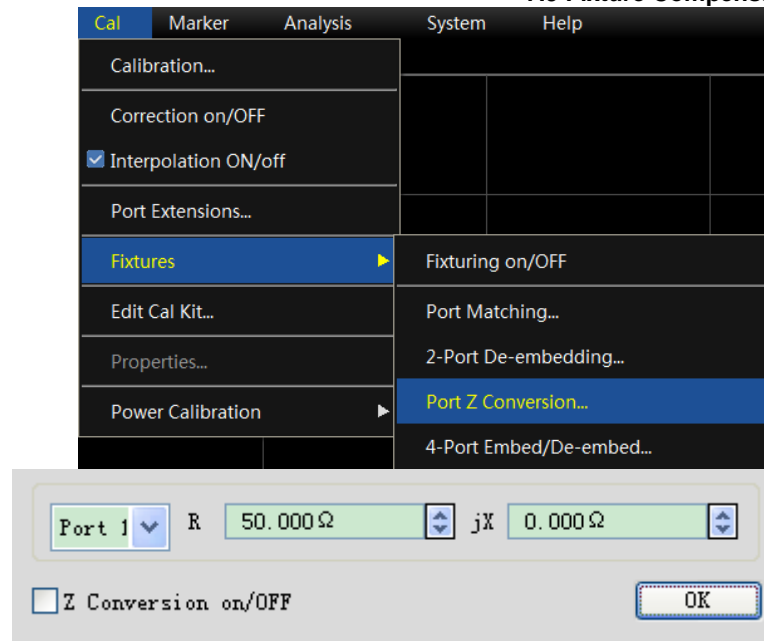 Cal Marker Analysis System Help
Calibration...
Correction on/OFF
Interpolation ON/off
Port Extensions...
Fixtures
Edit Cal Kit...
Properties...
Power Calibration
Fixturing on/OFF
Port Matching...
2-Port De-embedding...
Port Z Conversion...
4-Port Embed/De-embed...
Port 1 R 50.000Ω jX 0.000Ω
Z Conversion on/OFF OK